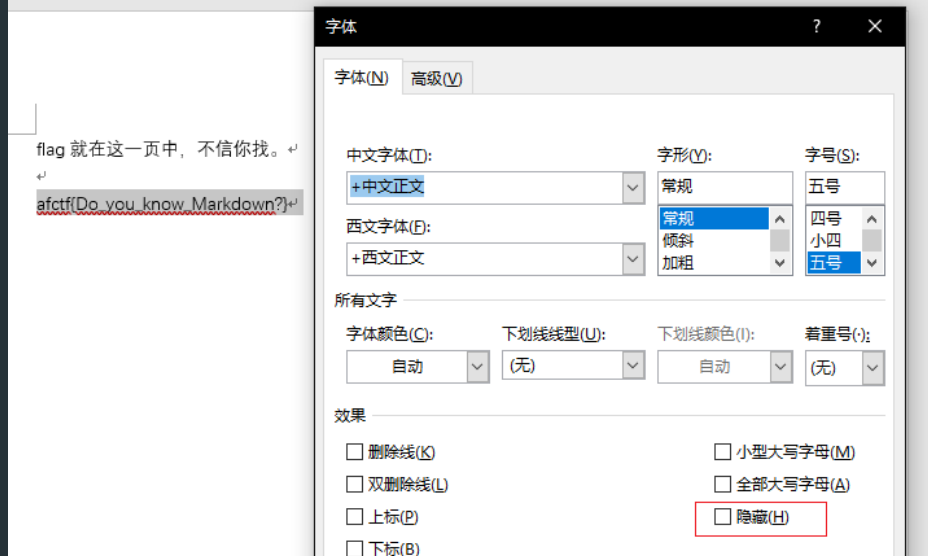 字体
?
字体(N) 高级(V)
flag 就在这一页中，不信你找。
afctf{Do_you_know_Markdown?}
中文字体(T): 字形(Y): 字号(S):
+中文正文 常规 五号
常规 四号
西文字体(F): 倾斜 小四
+西文正文 加粗 五号
所有文字
字体颜色(C): 下划线线型(U): 下划线颜色(I): 着重号(·):
自动 (无) 自动 (无)
效果
删除线(K) 小型大写字母(M)
双删除线(L) 全部大写字母(A)
上标(P) 隐藏(H)
下标(B)